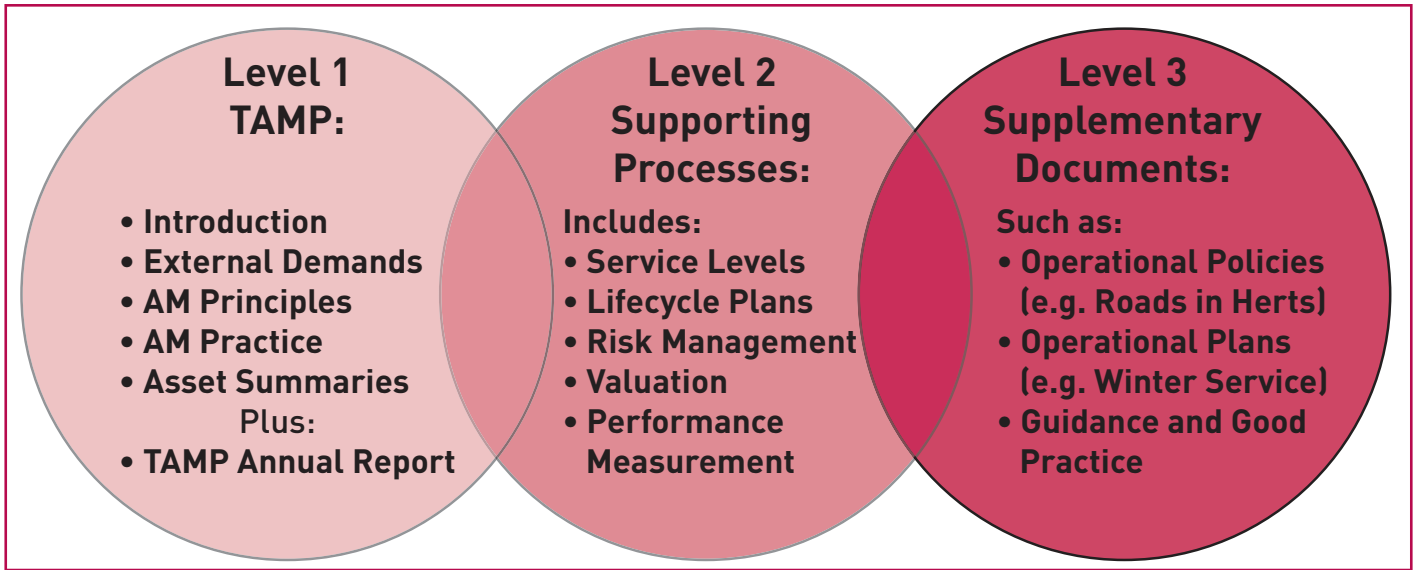 Level 1
TAMP:
• Introduction
• External Demands
• AM Principles
• AM Practice
• Asset Summaries
Plus:
• TAMP Annual Report
Level 2
Supporting
Processes:
Includes:
• Service Levels
• Lifecycle Plans
• Risk Management
• Valuation
• Performance
Measurement
Level 3
Supplementary
Documents:
Such as:
• Operational Policies
(e.g. Roads in Herts)
• Operational Plans
(e.g. Winter Service)
• Guidance and Good
Practice